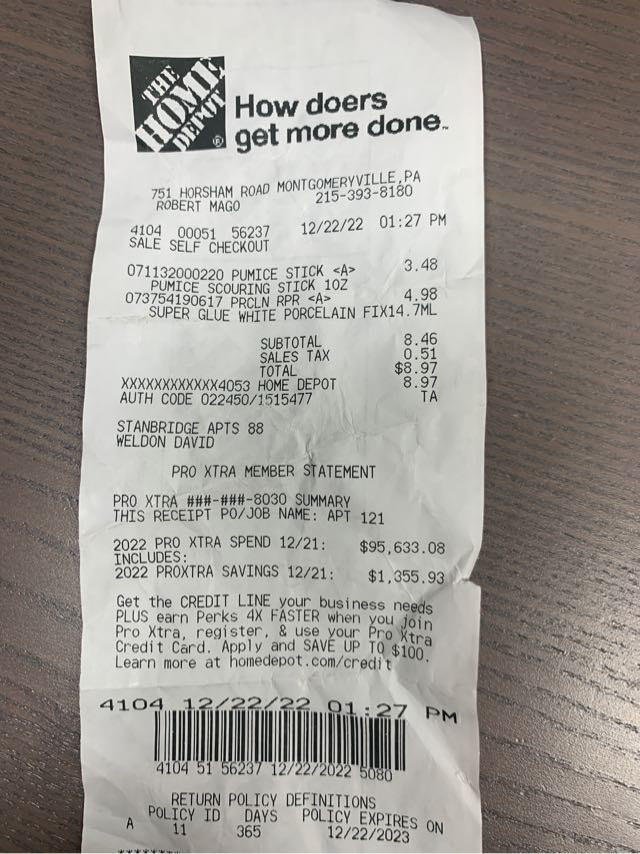 THE
HOME
DEPOT
®
How doers
get more done™
751 HORSHAM ROAD MONTGOMERYVILLE,PA
ROBERT MAGO 215-393-8180
4104 00051 56237 12/22/22 01:27 PM
SALE SELF CHECKOUT
071132000220 PUMICE STICK <A> 3.48
PUMICE SCOURING STICK 1OZ
073754190617 PRCLN RPR <A> 4.98
SUPER GLUE WHITE PORCELAIN FIX14.7ML
SUBTOTAL 8.46
SALES TAX 0.51
TOTAL $8.97
XXXXXXXXXXXX4053 HOME DEPOT 8.97
AUTH CODE 022450/1515477 TA
STANBRIDGE APTS 88
WELDON DAVID
PRO XTRA MEMBER STATEMENT
PRO XTRA ###-###-8030 SUMMARY
THIS RECEIPT PO/JOB NAME: APT 121
2022 PRO XTRA SPEND 12/21: $95,633.08
INCLUDES:
2022 PROXTRA SAVINGS 12/21: $1,355.93
Get the CREDIT LINE your business needs
PLUS earn Perks 4X FASTER when you join
Pro Xtra, register, & use your Pro Xtra
Credit Card. Apply and SAVE UP TO $100.
Learn more at homedepot.com/credit
4104 12/22/22 01:27 PM
4104 51 56237 12/22/2022 5080
RETURN POLICY DEFINITIONS
POLICY ID DAYS POLICY EXPIRES ON
A 11 365 12/22/2023